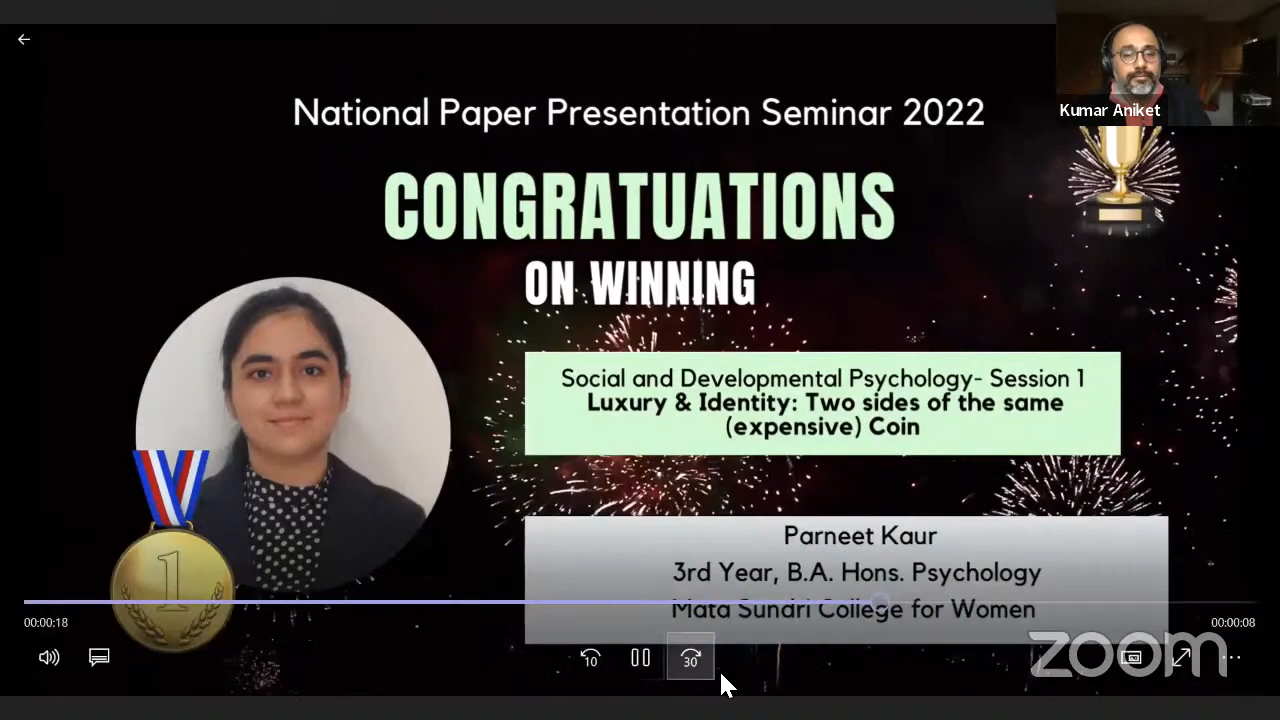 Kumar Aniket
National Paper Presentation Seminar 2022
CONGRATUATIONS
ON WINNING
Social and Developmental Psychology- Session 1
Luxury & Identity: Two sides of the same
(expensive) Coin
Parneet Kaur
3rd Year, B.A. Hons. Psychology
Mata Sundri College for Women
1
00:00:18
00:00:08
10
30
zoom